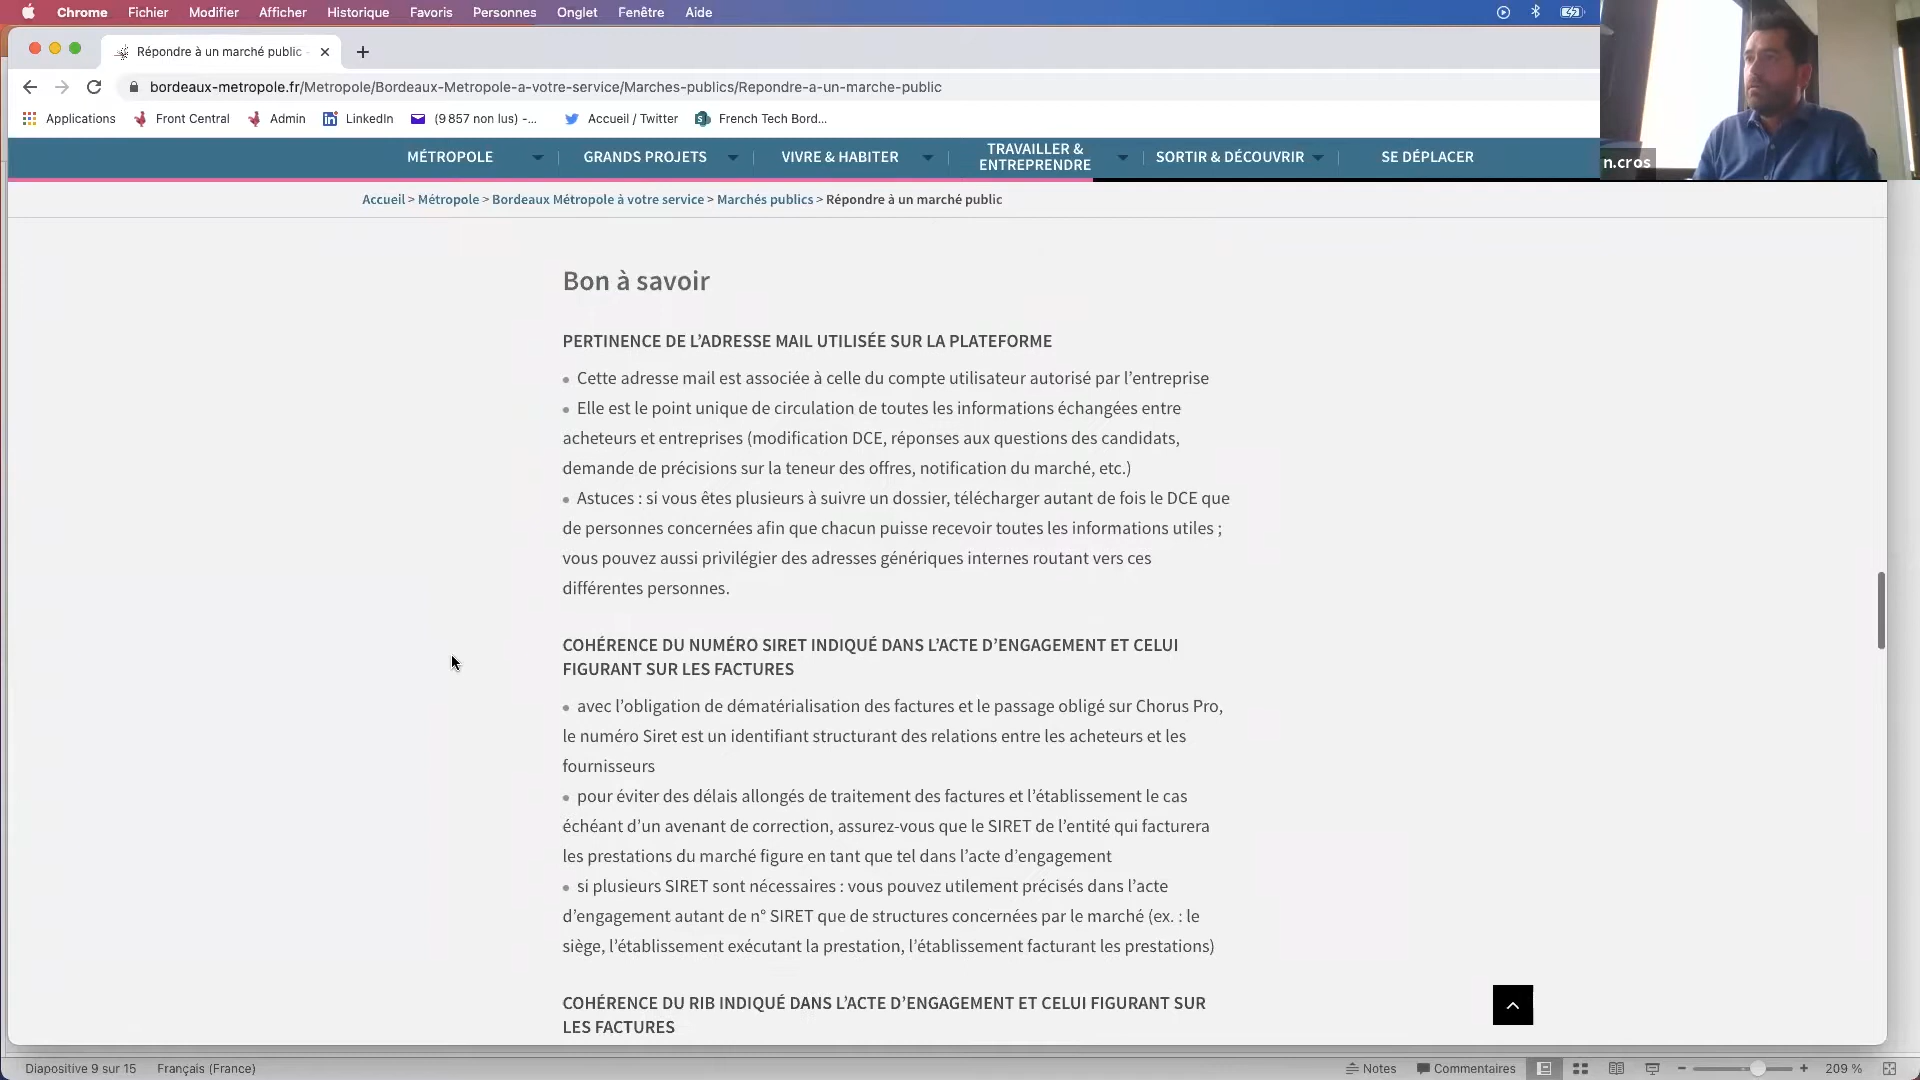 Chrome Fichier Modifier Afficher Historique Favoris Personnes Onglet Fenêtre Aide
Répondre à un marché public
bordeaux-metropole.fr/Metropole/Bordeaux-Metropole-a-votre-service/Marches-publics/Repondre-a-un-marche-public
Applications Front Central Admin LinkedIn (9 857 non lus) -... Accueil / Twitter French Tech Bord...
MÉTROPOLE GRANDS PROJETS VIVRE & HABITER TRAVAILLER & ENTREPRENDRE SORTIR & DÉCOUVRIR SE DÉPLACER
n.cros
Accueil > Métropole > Bordeaux Métropole à votre service > Marchés publics > Répondre à un marché public
Bon à savoir
PERTINENCE DE L’ADRESSE MAIL UTILISÉE SUR LA PLATEFORME
• Cette adresse mail est associée à celle du compte utilisateur autorisé par l’entreprise
• Elle est le point unique de circulation de toutes les informations échangées entre
acheteurs et entreprises (modification DCE, réponses aux questions des candidats,
demande de précisions sur la teneur des offres, notification du marché, etc.)
• Astuces : si vous êtes plusieurs à suivre un dossier, télécharger autant de fois le DCE que
de personnes concernées afin que chacun puisse recevoir toutes les informations utiles ;
vous pouvez aussi privilégier des adresses génériques internes routant vers ces
différentes personnes.
COHÉRENCE DU NUMÉRO SIRET INDIQUÉ DANS L’ACTE D’ENGAGEMENT ET CELUI
FIGURANT SUR LES FACTURES
• avec l’obligation de dématérialisation des factures et le passage obligé sur Chorus Pro,
le numéro Siret est un identifiant structurant des relations entre les acheteurs et les
fournisseurs
• pour éviter des délais allongés de traitement des factures et l’établissement le cas
échéant d’un avenant de correction, assurez-vous que le SIRET de l’entité qui facturera
les prestations du marché figure en tant que tel dans l’acte d’engagement
• si plusieurs SIRET sont nécessaires : vous pouvez utilement précisés dans l’acte
d’engagement autant de n° SIRET que de structures concernées par le marché (ex. : le
siège, l’établissement exécutant la prestation, l’établissement facturant les prestations)
COHÉRENCE DU RIB INDIQUÉ DANS L’ACTE D’ENGAGEMENT ET CELUI FIGURANT SUR
LES FACTURES
Diapositive 9 sur 15 Français (France) Notes Commentaires 209 %